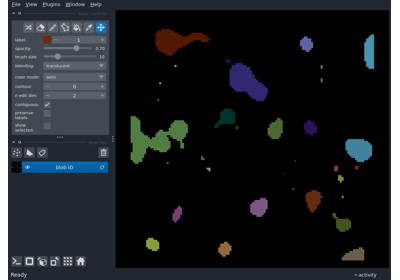 File View Plugins Window Help
label: 1
opacity: 0.70
brush size: 10
blending: translucent
color mode: auto
contour: 0
n edit dim: 2
contiguous: ✓
preserve labels:
show selected:
blob ID
Ready
activity